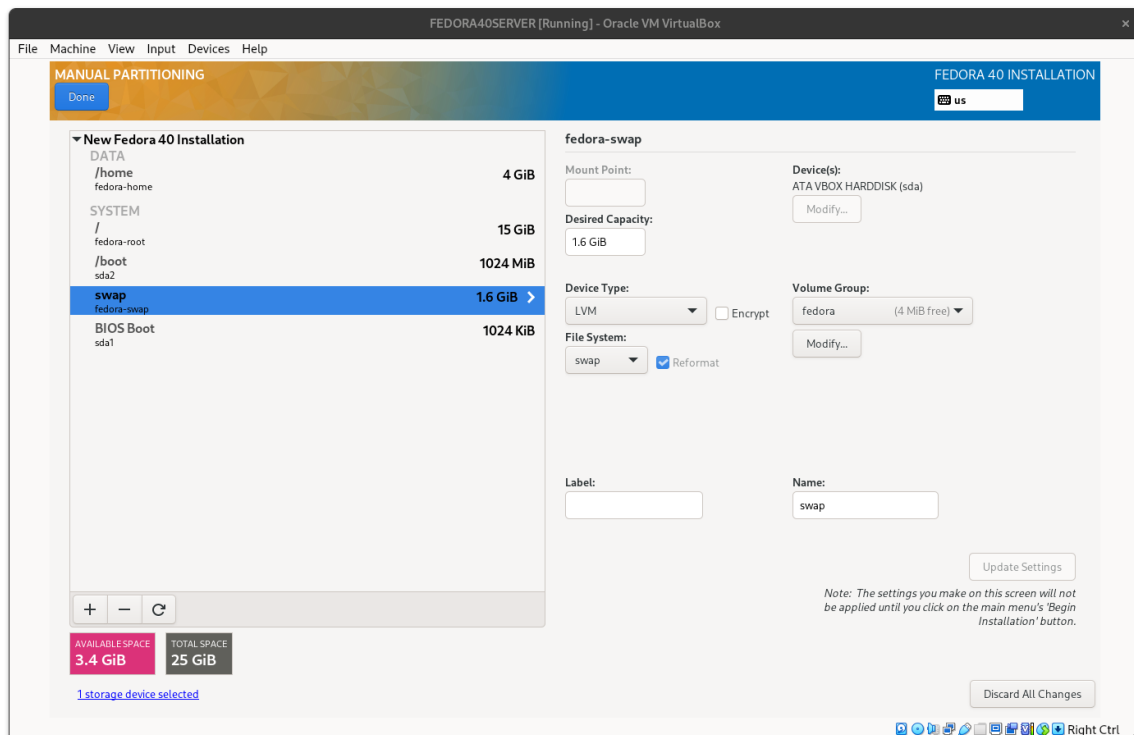 FEDORA40SERVER [Running] - Oracle VM VirtualBox
File Machine View Input Devices Help
MANUAL PARTITIONING
Done
FEDORA 40 INSTALLATION
us
New Fedora 40 Installation
DATA
/home 4 GiB
fedora-home
SYSTEM
/ 15 GiB
fedora-root
/boot 1024 MiB
sda2
swap 1.6 GiB
fedora-swap
BIOS Boot 1024 KiB
sda1
AVAILABLE SPACE
3.4 GiB
TOTAL SPACE
25 GiB
1 storage device selected
fedora-swap
Mount Point:
Device(s):
ATA VBOX HARDDISK (sda)
Modify...
Desired Capacity:
1.6 GiB
Device Type:
LVM
Encrypt
Volume Group:
fedora (4 MiB free)
Modify...
File System:
swap
Reformat
Label:
Name:
swap
Update Settings
Note: The settings you make on this screen will not
be applied until you click on the main menu's 'Begin
Installation' button.
Discard All Changes
Right Ctrl